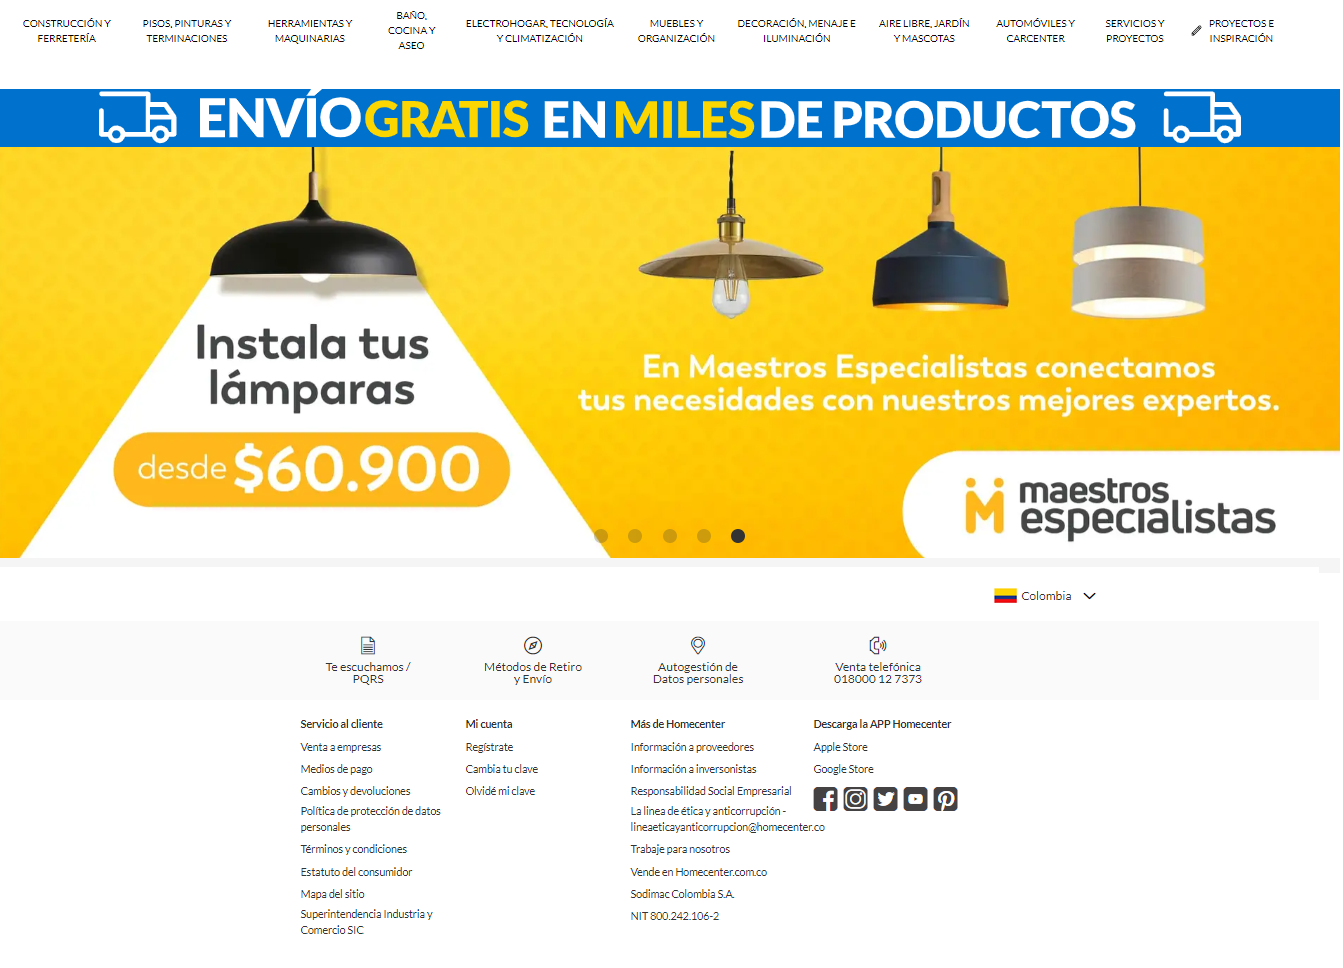 CONSTRUCCIÓN Y
FERRETERÍA
PISOS, PINTURAS Y
TERMINACIONES
HERRAMIENTAS Y
MAQUINARIAS
BAÑO,
COCINA Y
ASEO
ELECTROHOGAR, TECNOLOGÍA
Y CLIMATIZACIÓN
MUEBLES Y
ORGANIZACIÓN
DECORACIÓN, MENAJE E
ILUMINACIÓN
AIRE LIBRE, JARDÍN
Y MASCOTAS
AUTOMÓVILES Y
CARCENTER
SERVICIOS Y
PROYECTOS
PROYECTOS E
INSPIRACIÓN
ENVÍO GRATIS EN MILES DE PRODUCTOS
Instala tus
lámparas
desde $60.900
En Maestros Especialistas conectamos
tus necesidades con nuestros mejores expertos.
maestros
especialistas
Colombia
Te escuchamos /
PQRS
Métodos de Retiro
y Envío
Autogestión de
Datos personales
Venta telefónica
018000 12 7373
Servicio al cliente
Venta a empresas
Medios de pago
Cambios y devoluciones
Política de protección de datos
personales
Términos y condiciones
Estatuto del consumidor
Mapa del sitio
Superintendencia Industria y
Comercio SIC
Mi cuenta
Regístrate
Cambia tu clave
Olvidé mi clave
Más de Homecenter
Información a proveedores
Información a inversonistas
Responsabilidad Social Empresarial
La linea de ética y anticorrupción -
lineaeticayanticorrupcion@homecenter.co
Trabaje para nosotros
Vende en Homecenter.com.co
Sodimac Colombia S.A.
NIT 800.242.106-2
Descarga la APP Homecenter
Apple Store
Google Store